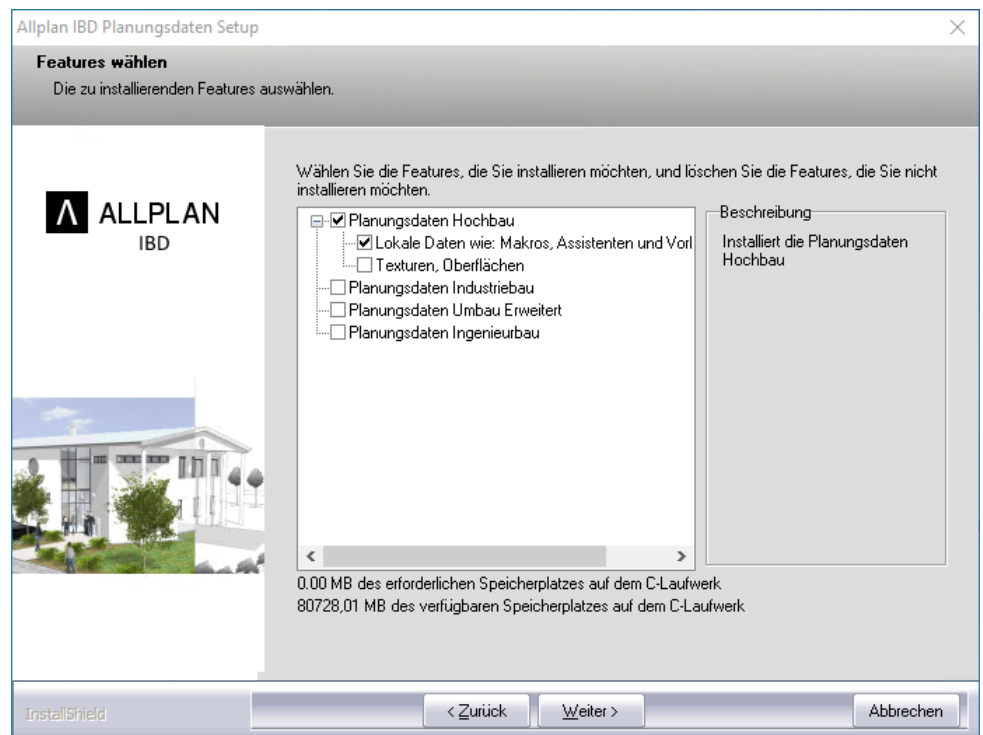 Allplan IBD Planungsdaten Setup
Features wählen
Die zu installierenden Features auswählen.
ALLPLAN
IBD
Wählen Sie die Features, die Sie installieren möchten, und löschen Sie die Features, die Sie nicht
installieren möchten.
Planungsdaten Hochbau
Lokale Daten wie: Makros, Assistenten und Vorl
Texturen, Oberflächen
Planungsdaten Industriebau
Planungsdaten Umbau Erweitert
Planungsdaten Ingenieurbau
Beschreibung
Installiert die Planungsdaten
Hochbau
0.00 MB des erforderlichen Speicherplatzes auf dem C-Laufwerk
80728,01 MB des verfügbaren Speicherplatzes auf dem C-Laufwerk
InstallShield
< Zurück
Weiter >
Abbrechen